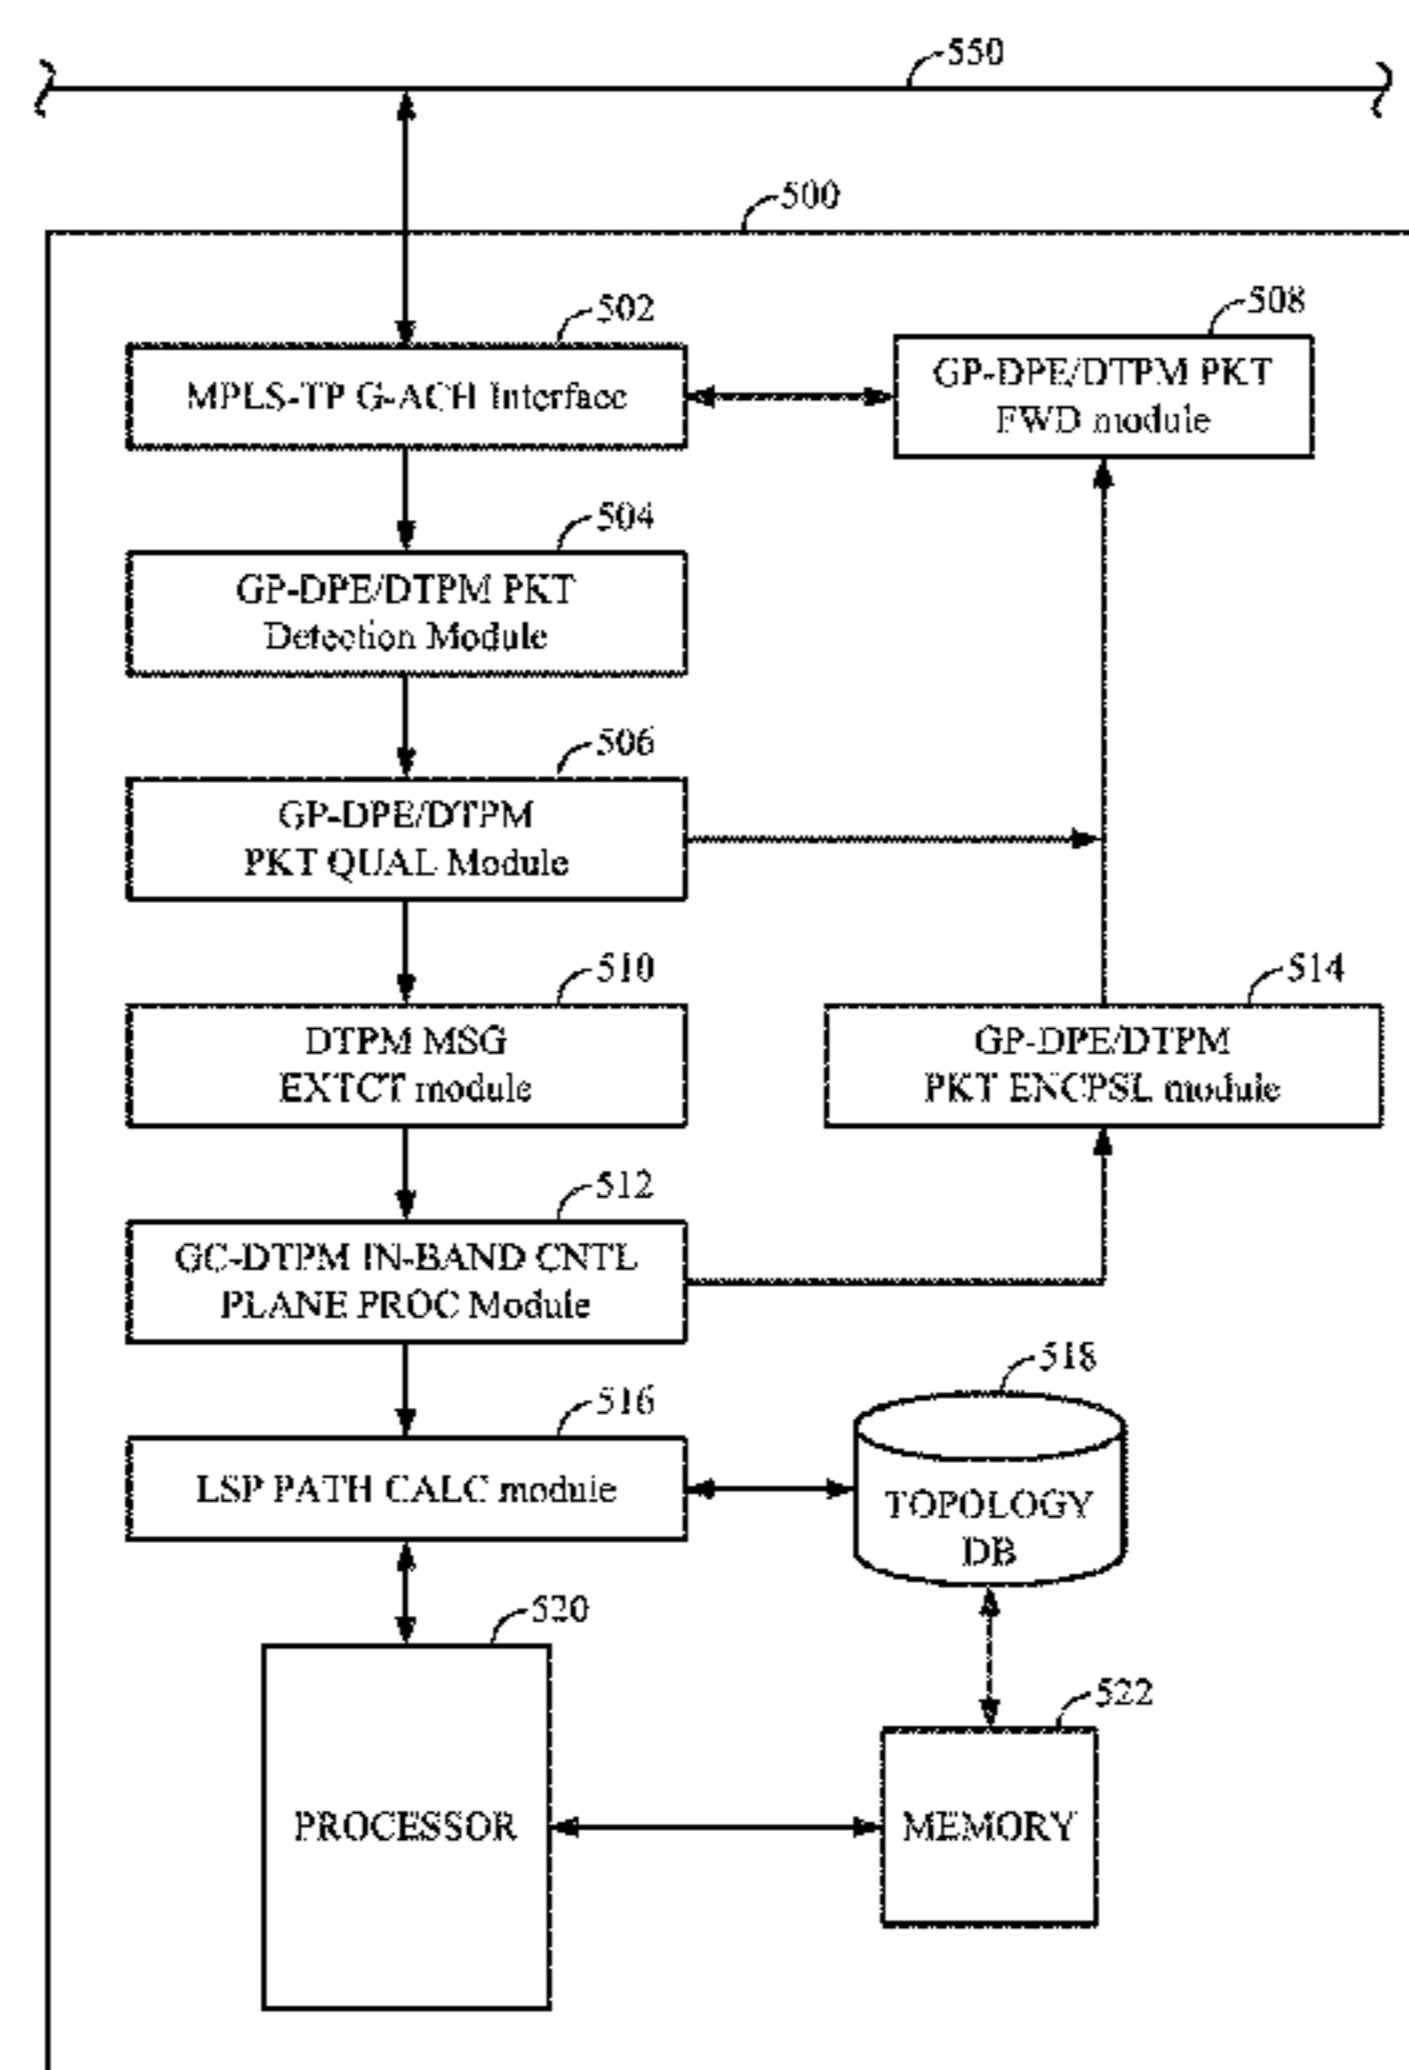 550
500
502
MPLS-TP G-ACH Interface
508
GP-DPE/DTPM PKT
FWD module
504
GP-DPE/DTPM PKT
Detection Module
506
GP-DPE/DTPM
PKT QUAL Module
510
DTPM MSG
EXTCT module
514
GP-DPE/DTPM
PKT ENCPSL module
512
GC-DTPM IN-BAND CNTL
PLANE PROC Module
516
LSP PATH CALC module
518
TOPOLOGY
DB
520
PROCESSOR
522
MEMORY